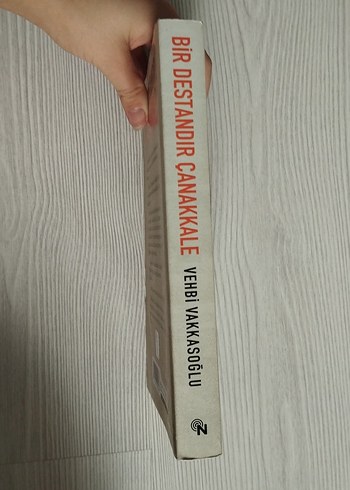 BİR DESTANDIR ÇANAKKALE
VEHBİ VAKKASOĞLU